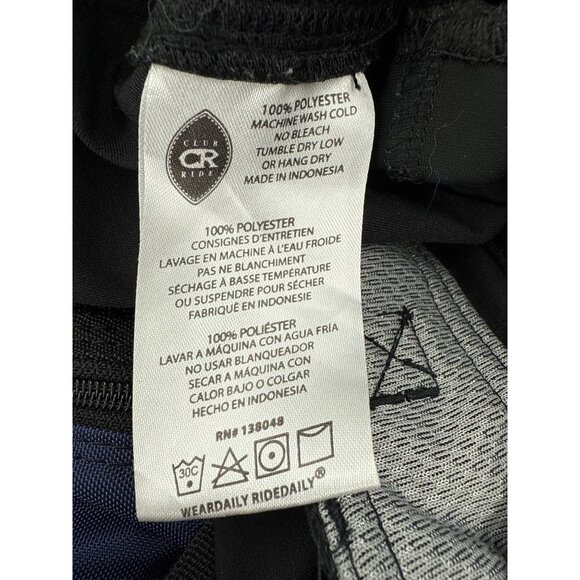 CLUB
CR
RIDE
100% POLYESTER
MACHINE WASH COLD
NO BLEACH
TUMBLE DRY LOW
OR HANG DRY
MADE IN INDONESIA
100% POLYESTER
CONSIGNES D'ENTRETIEN
LAVAGE EN MACHINE À L'EAU FROIDE
PAS NE BLANCHIMENT
SÉCHAGE À BASSE TEMPÉRATURE
OU SUSPENDRE POUR SÉCHER
FABRIQUÉ EN INDONESIE
100% POLIÉSTER
LAVAR A MÁQUINA CON AGUA FRÍA
NO USAR BLANQUEADOR
SECAR A MÁQUINA CON
CALOR BAJO O COLGAR
HECHO EN INDONESIA
RN# 138048
30C
WEARDAILY RIDEDAILY®